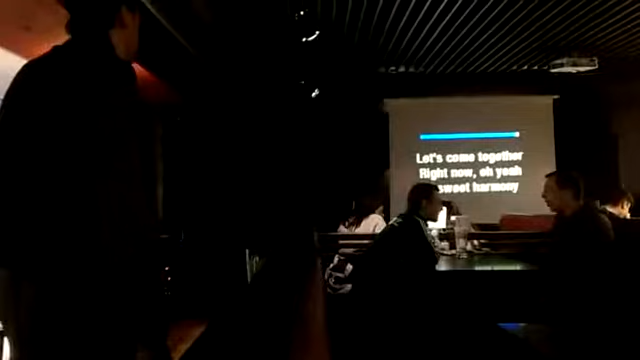 Let's come together
Right now, oh yeah
sweet harmony